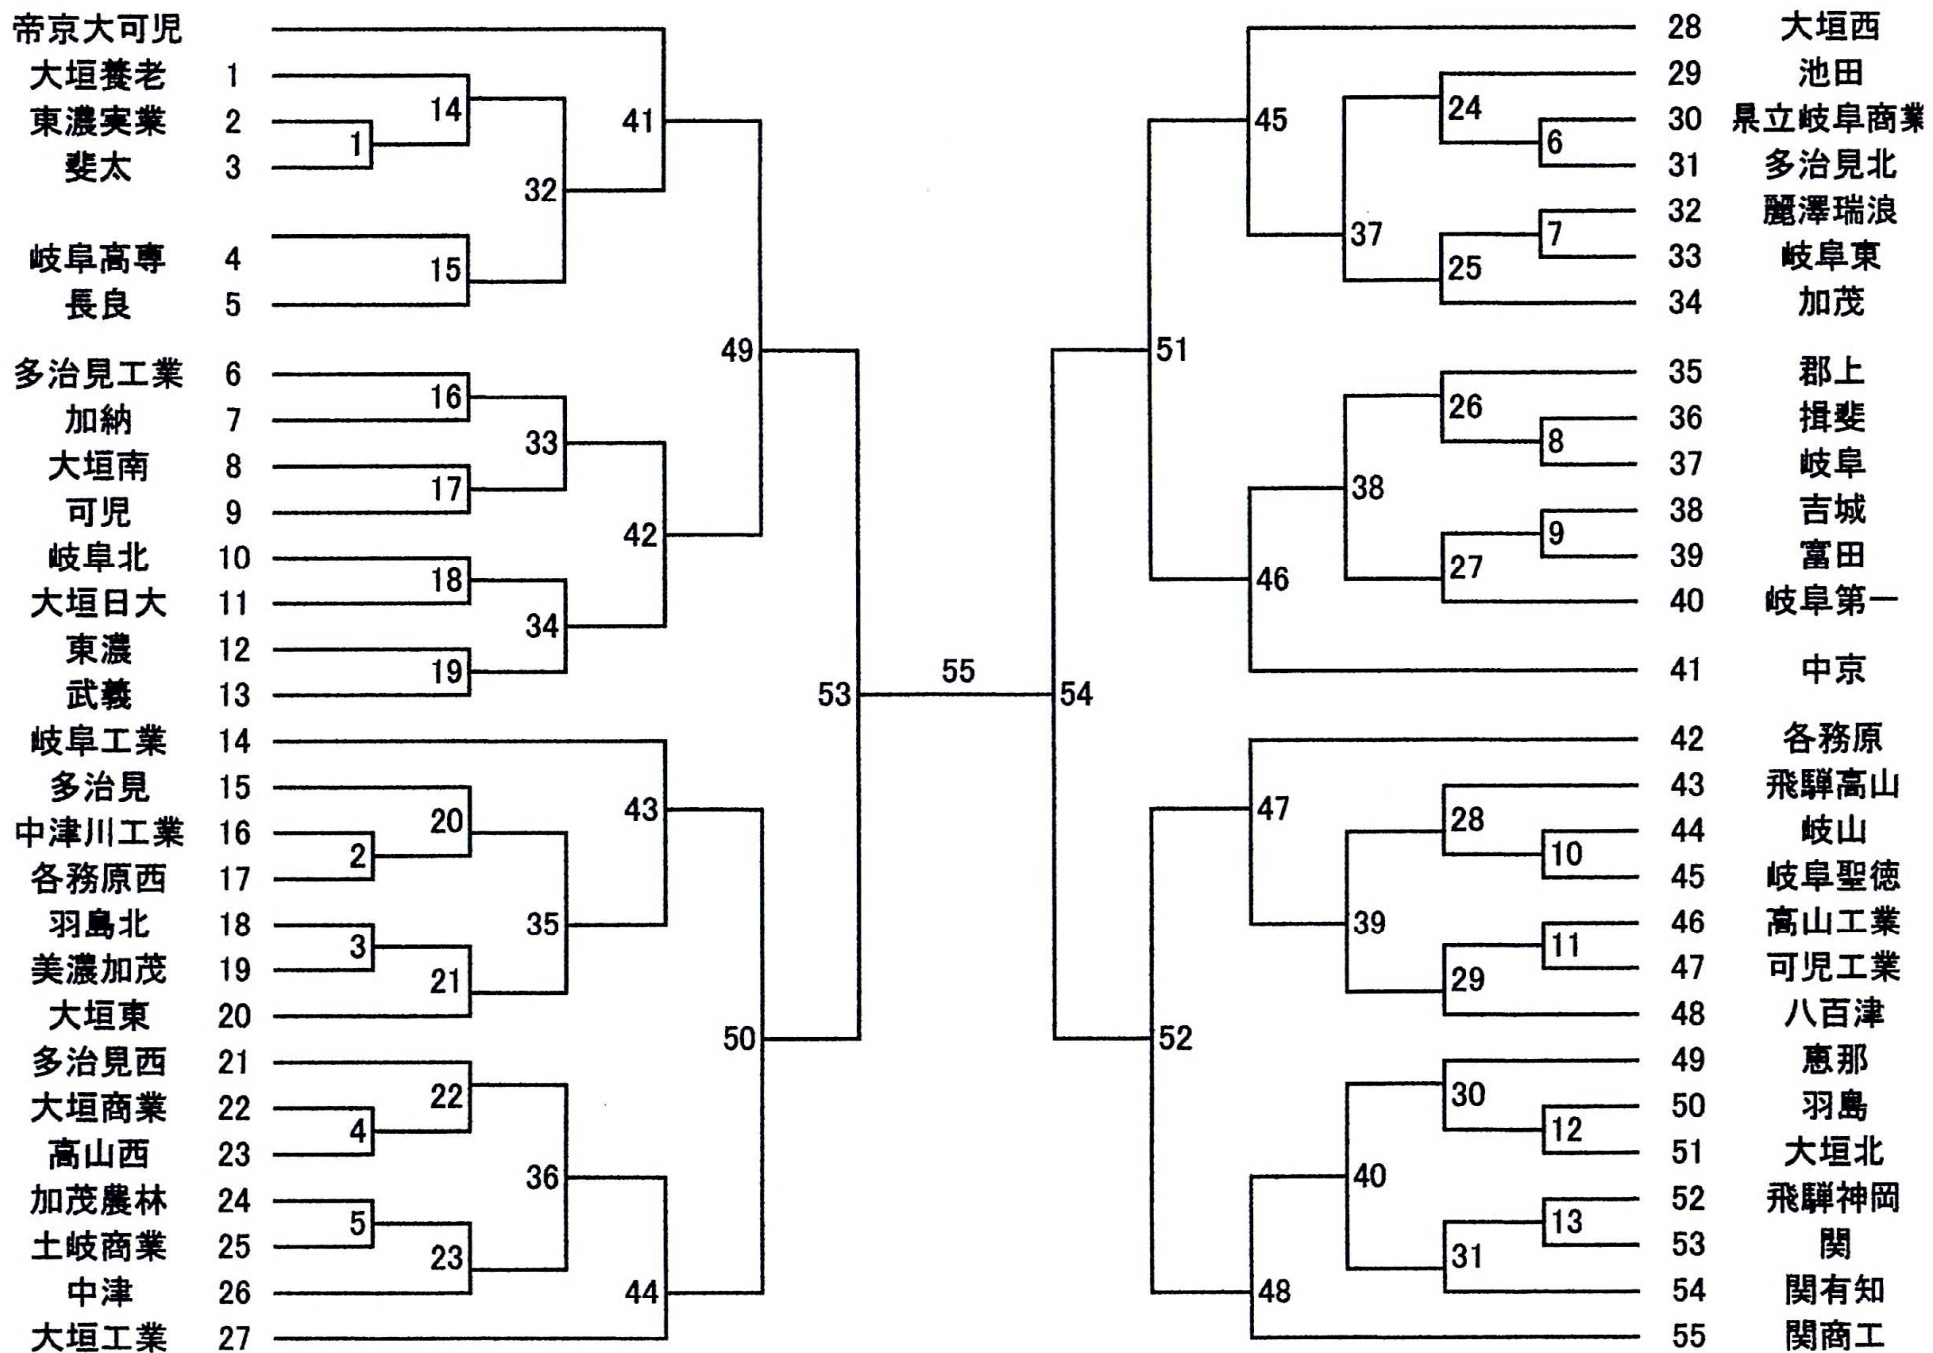 帝京大可児
大垣養老 1
東濃実業 2
斐太 3
岐阜高専 4
長良 5
多治見工業 6
加納 7
大垣南 8
可児 9
岐阜北 10
大垣日大 11
東濃 12
武義 13
岐阜工業 14
多治見 15
中津川工業 16
各務原西 17
羽島北 18
美濃加茂 19
大垣東 20
多治見西 21
大垣商業 22
高山西 23
加茂農林 24
土岐商業 25
中津 26
大垣工業 27
1
2
3
4
5
14
15
16
17
18
19
20
21
22
23
32
33
34
35
36
41
42
43
44
49
50
53
55
54
51
52
45
46
47
48
37
38
39
40
24
25
26
27
28
29
30
31
6
7
8
9
10
11
12
13
28 大垣西
29 池田
30 県立岐阜商業
31 多治見北
32 麗澤瑞浪
33 岐阜東
34 加茂
35 郡上
36 揖斐
37 岐阜
38 吉城
39 富田
40 岐阜第一
41 中京
42 各務原
43 飛騨高山
44 岐山
45 岐阜聖徳
46 高山工業
47 可児工業
48 八百津
49 恵那
50 羽島
51 大垣北
52 飛騨神岡
53 関
54 関有知
55 関商工